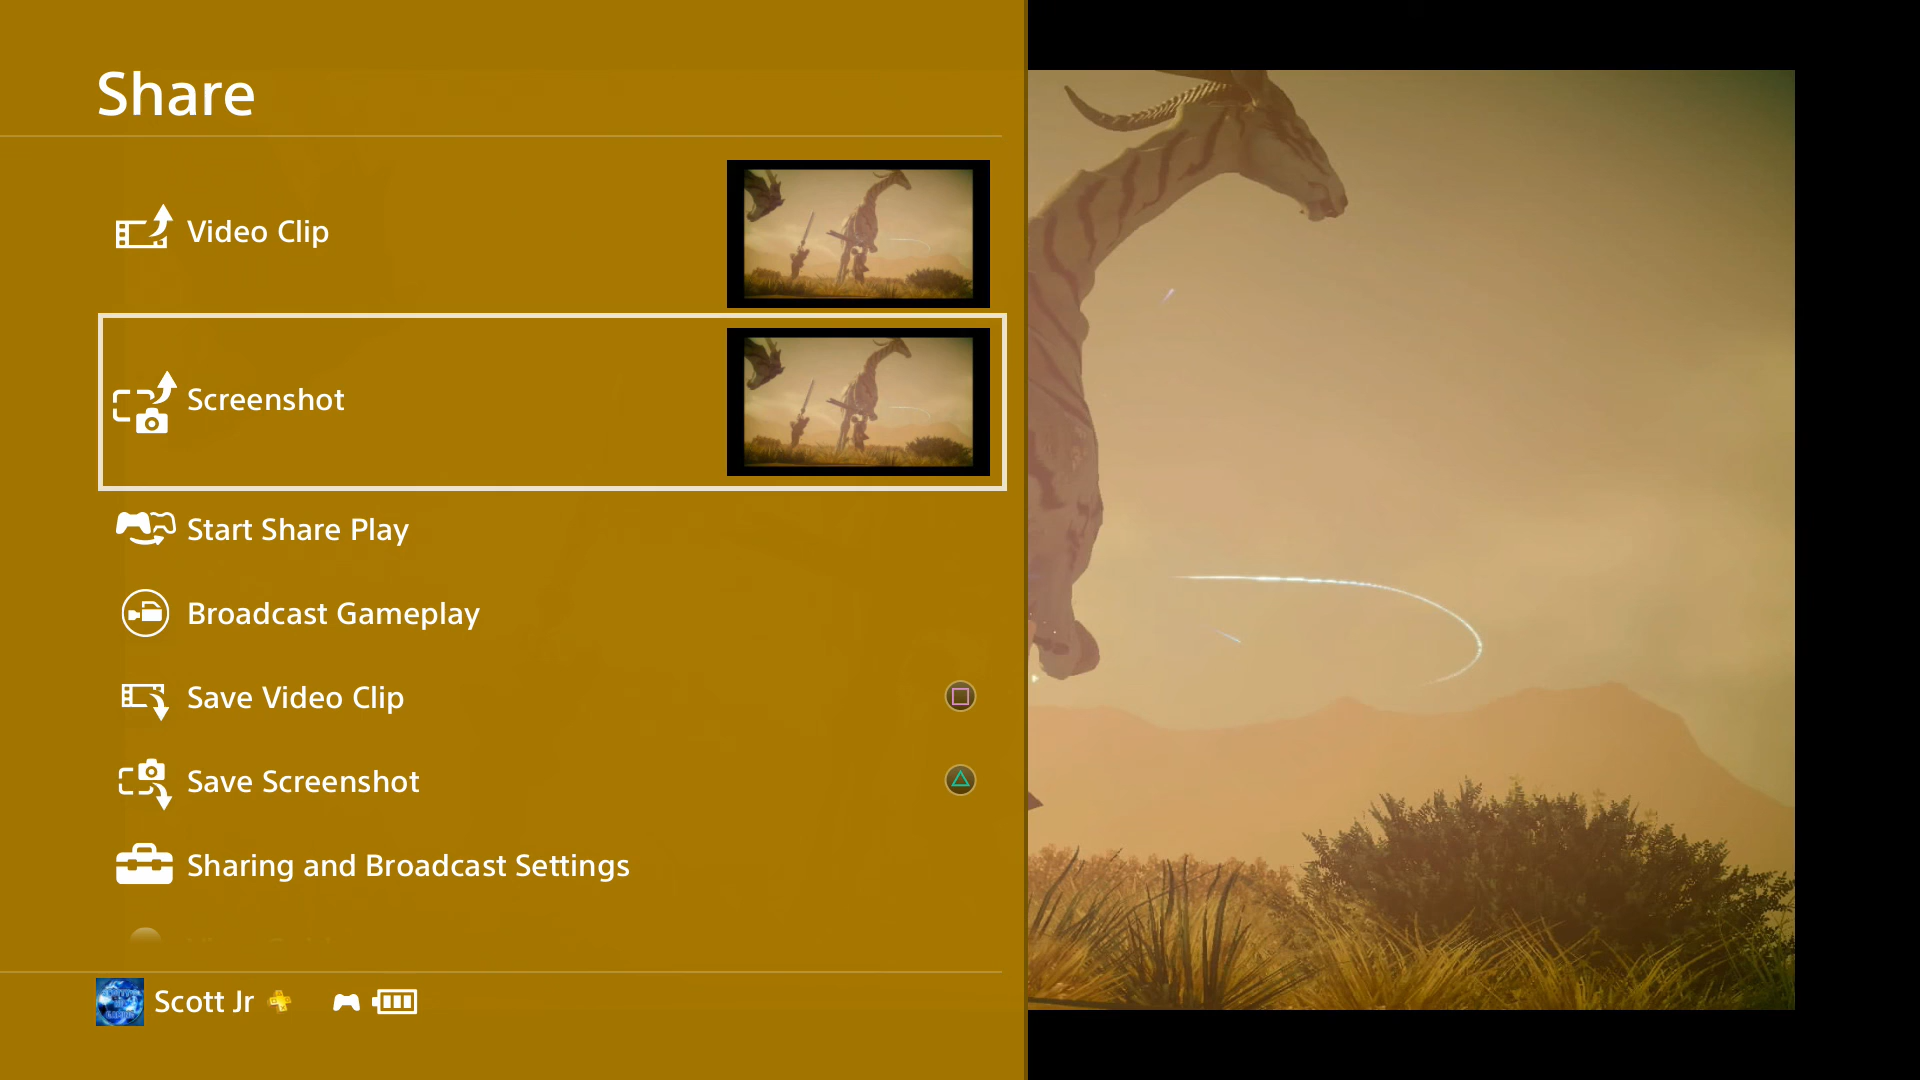 Share
Video Clip
Screenshot
Start Share Play
Broadcast Gameplay
Save Video Clip
Save Screenshot
Sharing and Broadcast Settings
Scott Jr